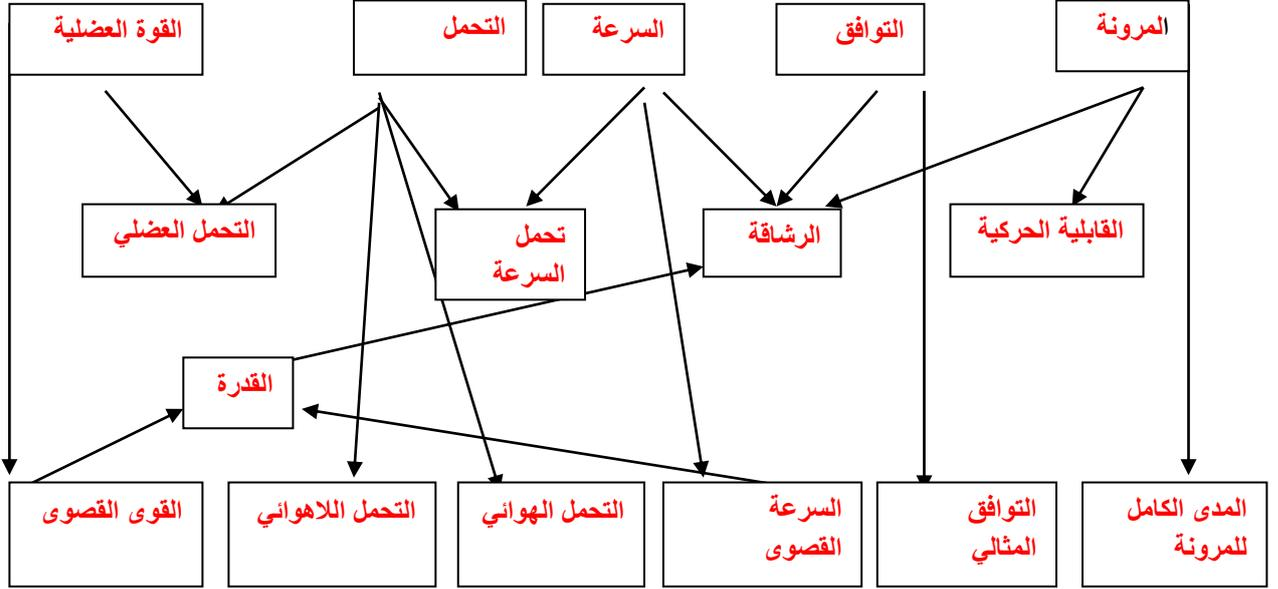 المرونة
التوافق
السرعة
التحمل
القوة العضلية
القابلية الحركية
الرشاقة
تحمل
السرعة
التحمل العضلي
القدرة
المدى الكامل
للمرونة
التوافق
المثالي
السرعة
القصوى
التحمل الهوائي
التحمل اللاهوائي
القوى القصوى